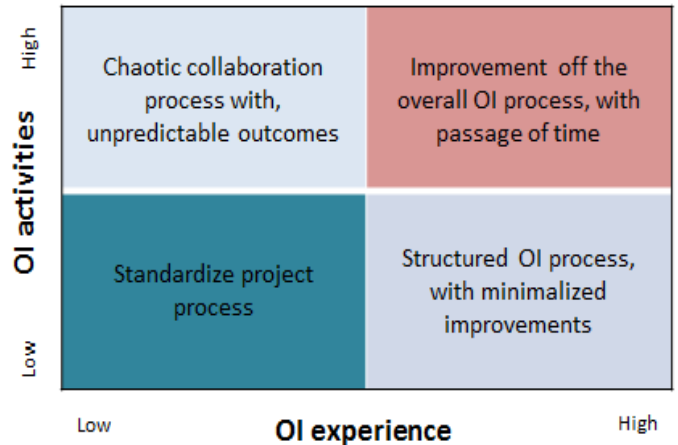 High
Chaotic collaboration
process with,
unpredictable outcomes
Improvement off the
overall OI process, with
passage of time
OI activities
Standardize project
process
Structured OI process,
with minimalized
improvements
Low
Low
OI experience
High